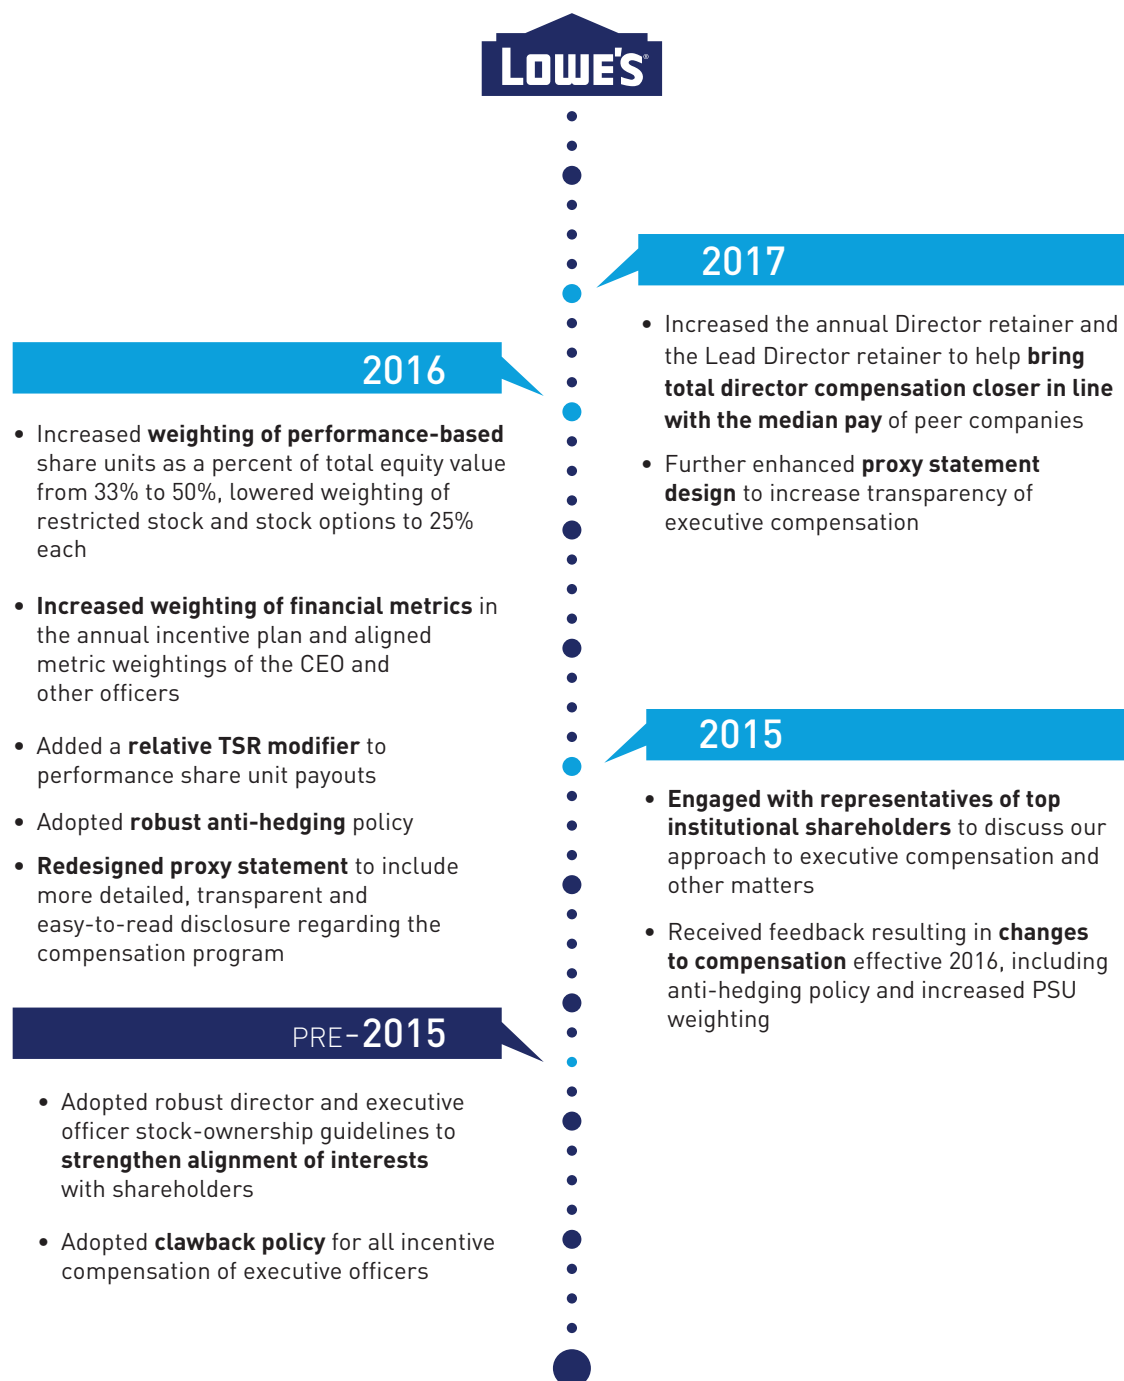 LOWE'S®
2017
• Increased the annual Director retainer and
the Lead Director retainer to help bring
total director compensation closer in line
with the median pay of peer companies
• Further enhanced proxy statement
design to increase transparency of
executive compensation
2016
• Increased weighting of performance-based
share units as a percent of total equity value
from 33% to 50%, lowered weighting of
restricted stock and stock options to 25%
each
• Increased weighting of financial metrics in
the annual incentive plan and aligned
metric weightings of the CEO and
other officers
• Added a relative TSR modifier to
performance share unit payouts
• Adopted robust anti-hedging policy
• Redesigned proxy statement to include
more detailed, transparent and
easy-to-read disclosure regarding the
compensation program
2015
• Engaged with representatives of top
institutional shareholders to discuss our
approach to executive compensation and
other matters
• Received feedback resulting in changes
to compensation effective 2016, including
anti-hedging policy and increased PSU
weighting
PRE-2015
• Adopted robust director and executive
officer stock-ownership guidelines to
strengthen alignment of interests
with shareholders
• Adopted clawback policy for all incentive
compensation of executive officers